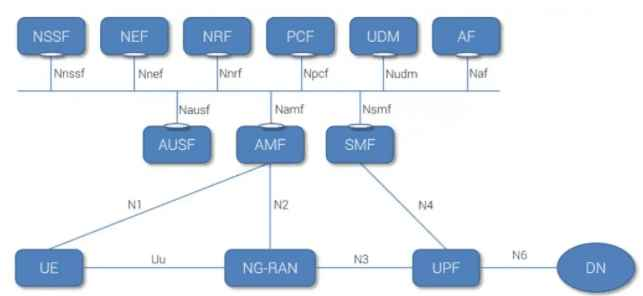 NSSF NEF NRF PCF UDM AF
Nnssf Nnef Nnrf Npcf Nudm Naf
Nausf Namf Nsmf
AUSF AMF SMF
N1 N2 N4
UE Uu NG-RAN N3 UPF N6 DN